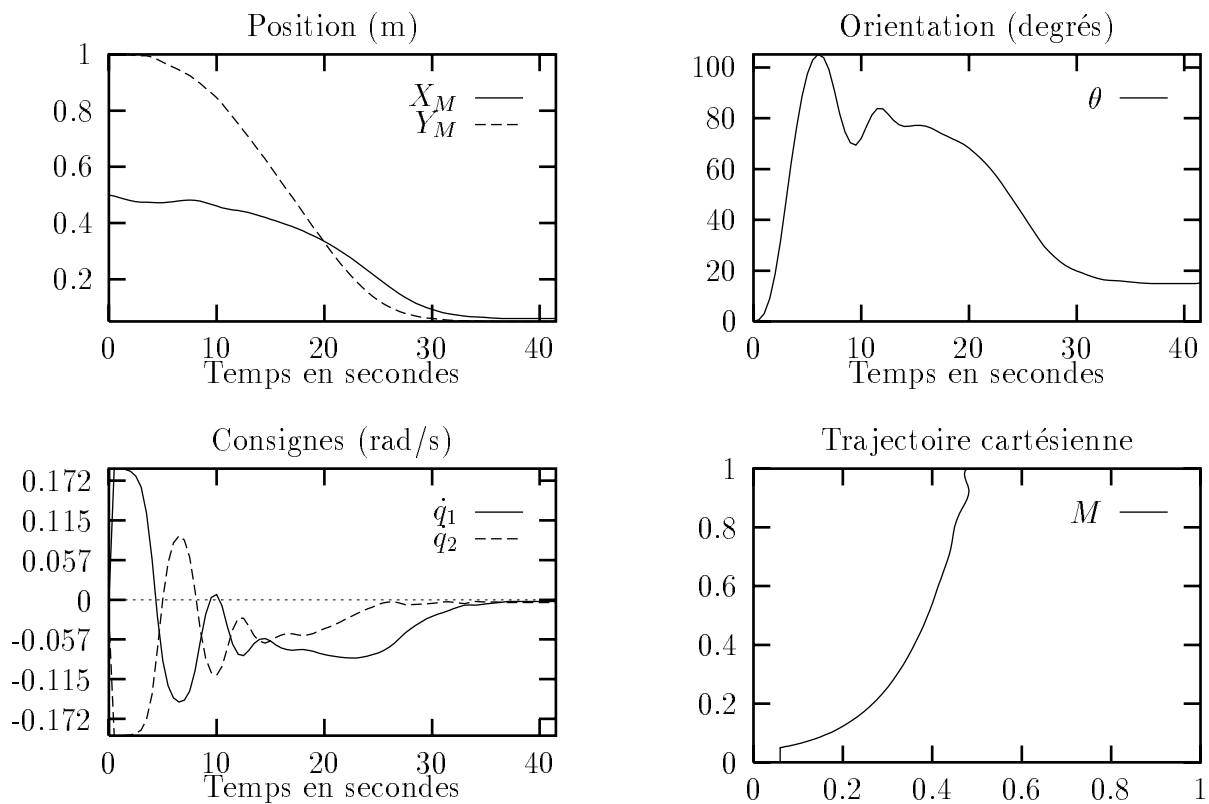 Position (m)
1
0.8
0.6
0.4
0.2
X_M
Y_M
0 10 20 30 40
Temps en secondes
Orientation (degrés)
100
80
60
40
20
0
θ
0 10 20 30 40
Temps en secondes
Consignes (rad/s)
0.172
0.115
0.057
0
-0.057
-0.115
-0.172
q̇1
q̇2
0 10 20 30 40
Temps en secondes
Trajectoire cartésienne
1
0.8
0.6
0.4
0.2
0
M
0 0.2 0.4 0.6 0.8 1